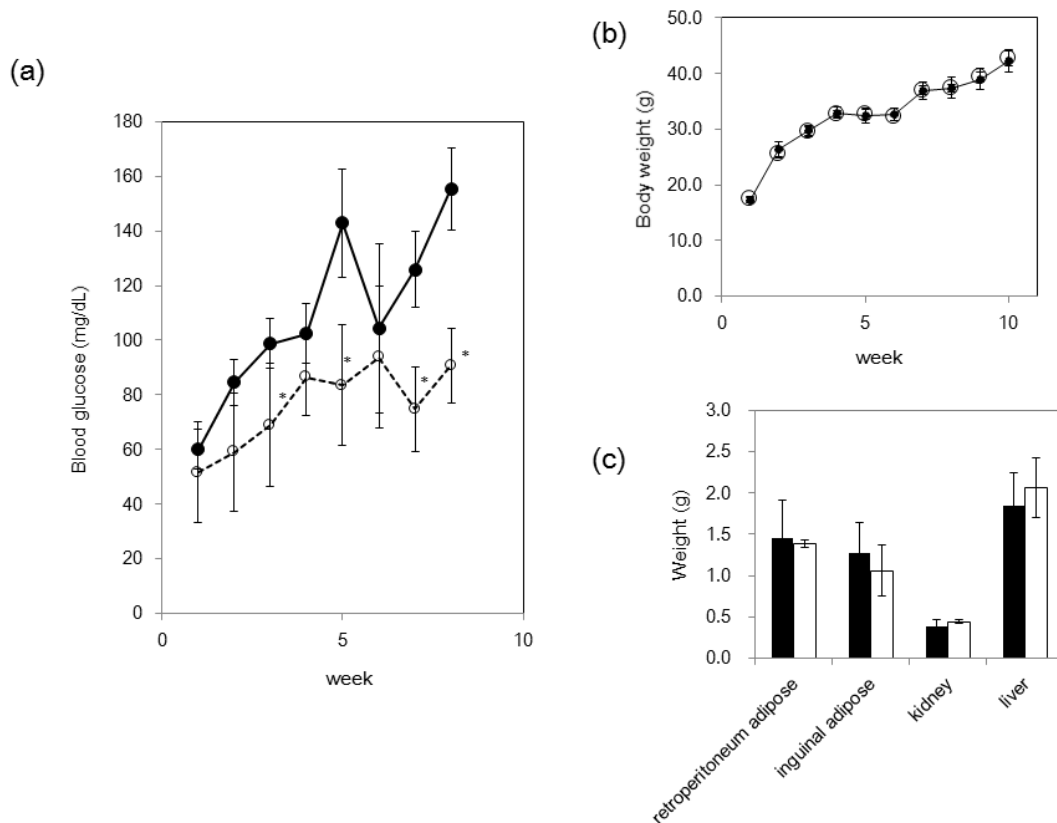 (a)
180
160
140
120
100
80
60
40
20
0
Blood glucose (mg/dL)
*
*
*
*
0
5
10
week
(b)
50.0
40.0
30.0
20.0
10.0
0.0
Body weight (g)
0
5
10
week
(c)
3.0
2.5
2.0
1.5
1.0
0.5
0.0
Weight (g)
retroperitoneum adipose
inguinal adipose
kidney
liver